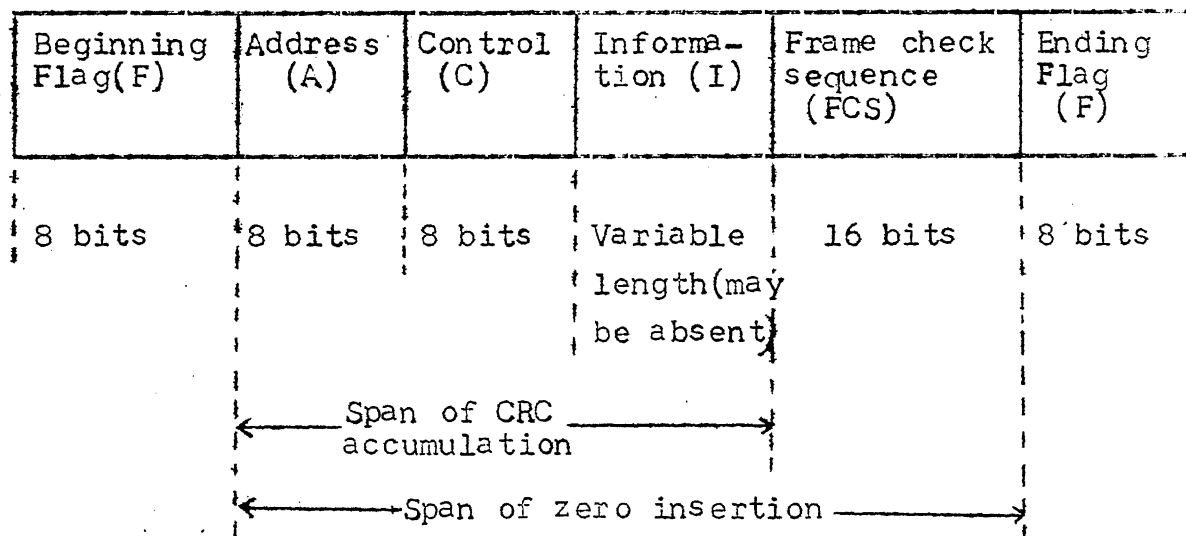 Beginning Flag(F)
Address (A)
Control (C)
Informa- tion (I)
Frame check sequence (FCS)
Ending Flag (F)
8 bits
8 bits
8 bits
Variable length(may be absent)
16 bits
8 bits
Span of CRC accumulation
Span of zero insertion